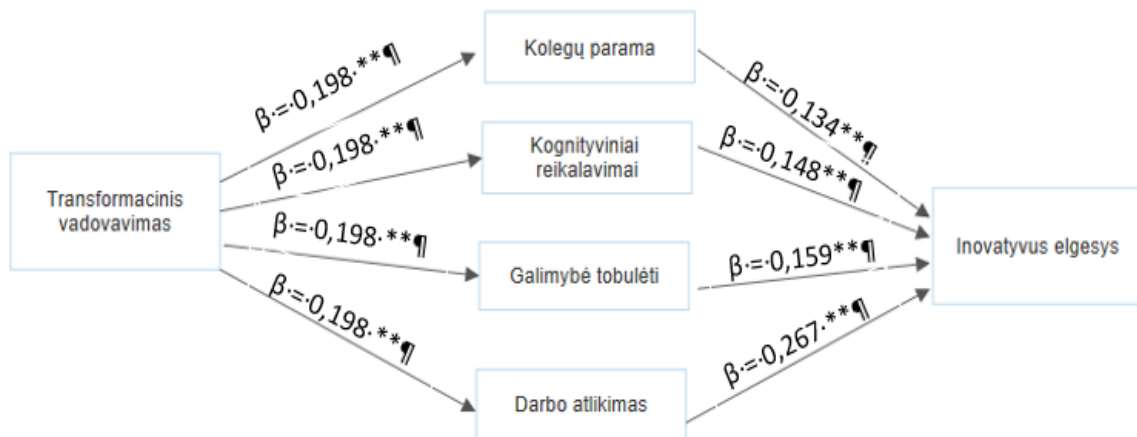 Kolegų parama
β·=·0,198·**¶
β·=·0,134**¶
β·=·0,198·**¶
Kognityviniai
reikalavimai
β·=·0,148**¶
Transformacinis
vadovavimas
Inovatyvus elgesys
β·=·0,198·**¶
Galimybė tobulėti
β·=·0,159**¶
β·=·0,198·**¶
Darbo atlikimas
β·=·0,267·**¶